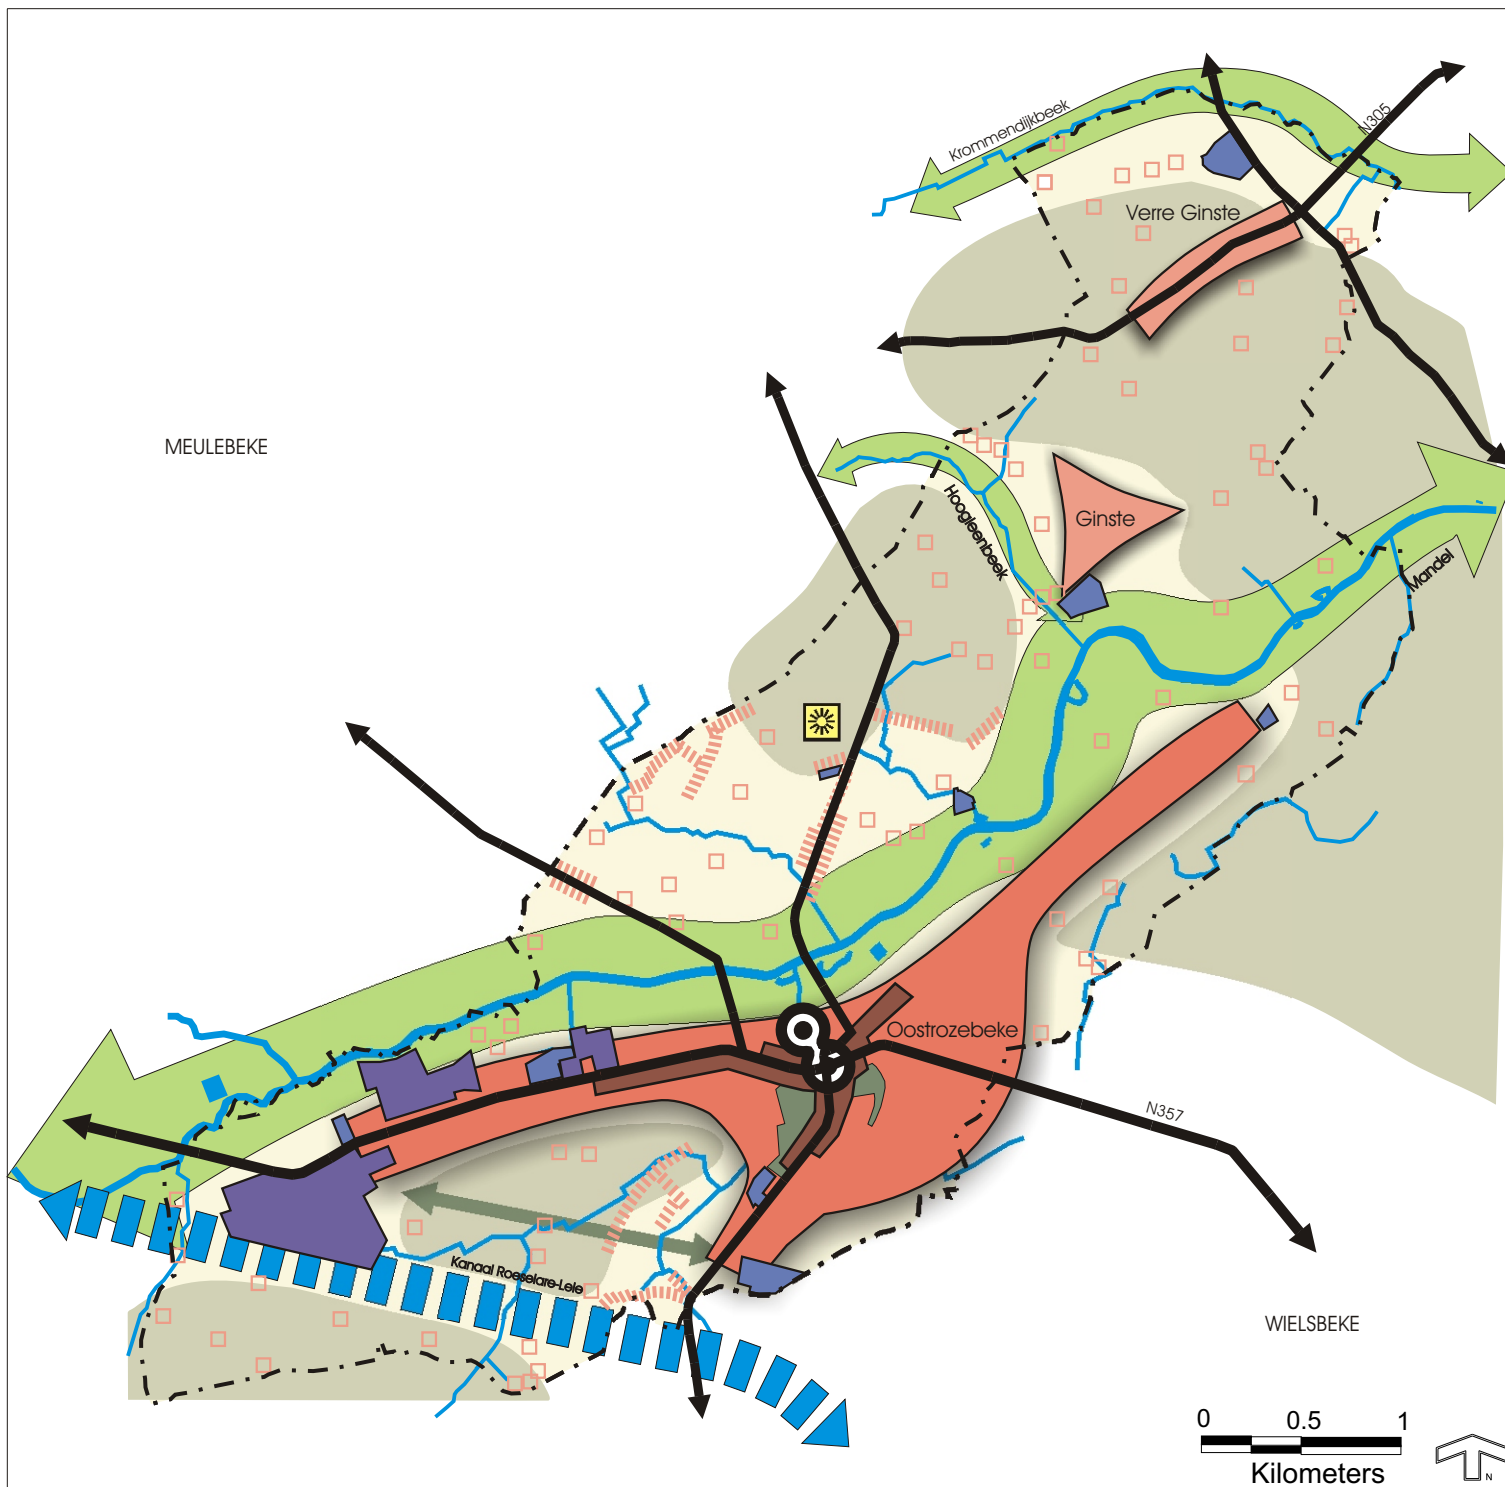 Krommendijkbeek
N305
Verre Ginste
MEULEBEKE
Hoogleenbeek
Ginste
Mandel
Oostrozebeke
N357
Kanaal Roeselare-Leie
WIELSBEKE
0 0.5 1
Kilometers
N